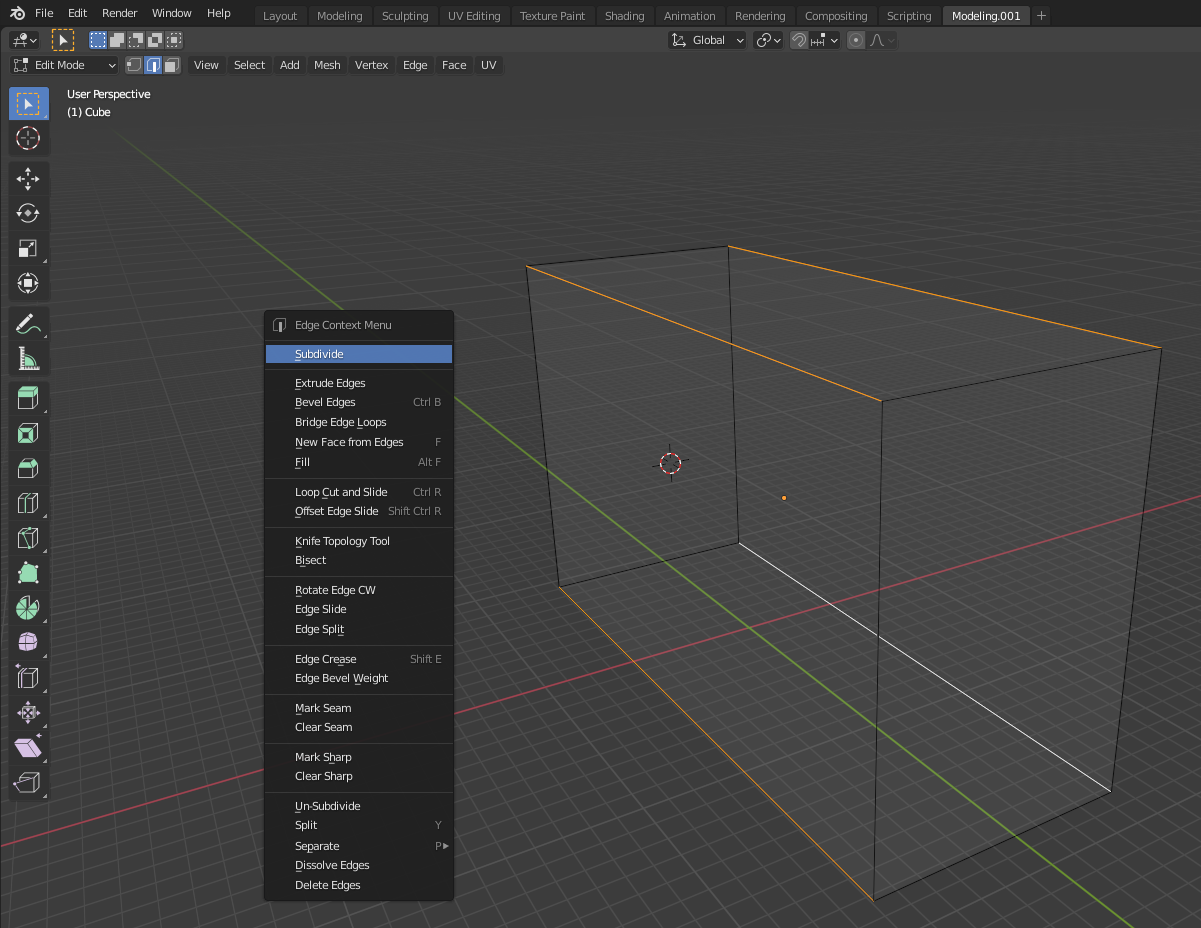 File Edit Render Window Help Layout Modeling Sculpting UV Editing Texture Paint Shading Animation Rendering Compositing Scripting Modeling.001 +
Global
Edit Mode View Select Add Mesh Vertex Edge Face UV
User Perspective
(1) Cube
Edge Context Menu
Subdivide
Extrude Edges
Bevel Edges Ctrl B
Bridge Edge Loops
New Face from Edges F
Fill Alt F
Loop Cut and Slide Ctrl R
Offset Edge Slide Shift Ctrl R
Knife Topology Tool
Bisect
Rotate Edge CW
Edge Slide
Edge Split
Edge Crease Shift E
Edge Bevel Weight
Mark Seam
Clear Seam
Mark Sharp
Clear Sharp
Un-Subdivide
Split Y
Separate P
Dissolve Edges
Delete Edges